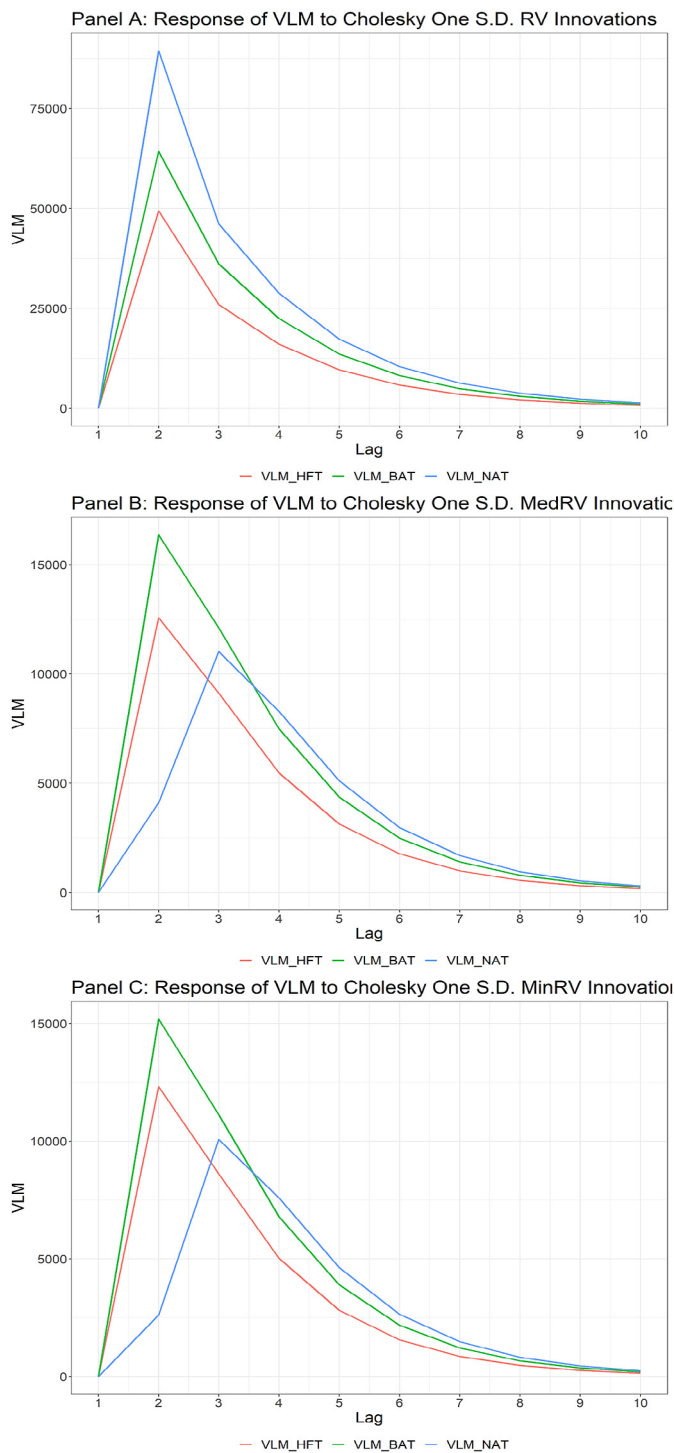 Panel A: Response of VLM to Cholesky One S.D. RV Innovations
75000
50000
25000
0
VLM
1 2 3 4 5 6 7 8 9 10
Lag
VLM_HFT VLM_BAT VLM_NAT
Panel B: Response of VLM to Cholesky One S.D. MedRV Innovatio
15000
10000
5000
0
VLM
1 2 3 4 5 6 7 8 9 10
Lag
VLM_HFT VLM_BAT VLM_NAT
Panel C: Response of VLM to Cholesky One S.D. MinRV Innovation
15000
10000
5000
0
VLM
1 2 3 4 5 6 7 8 9 10
Lag
VLM_HFT VLM_BAT VLM_NAT